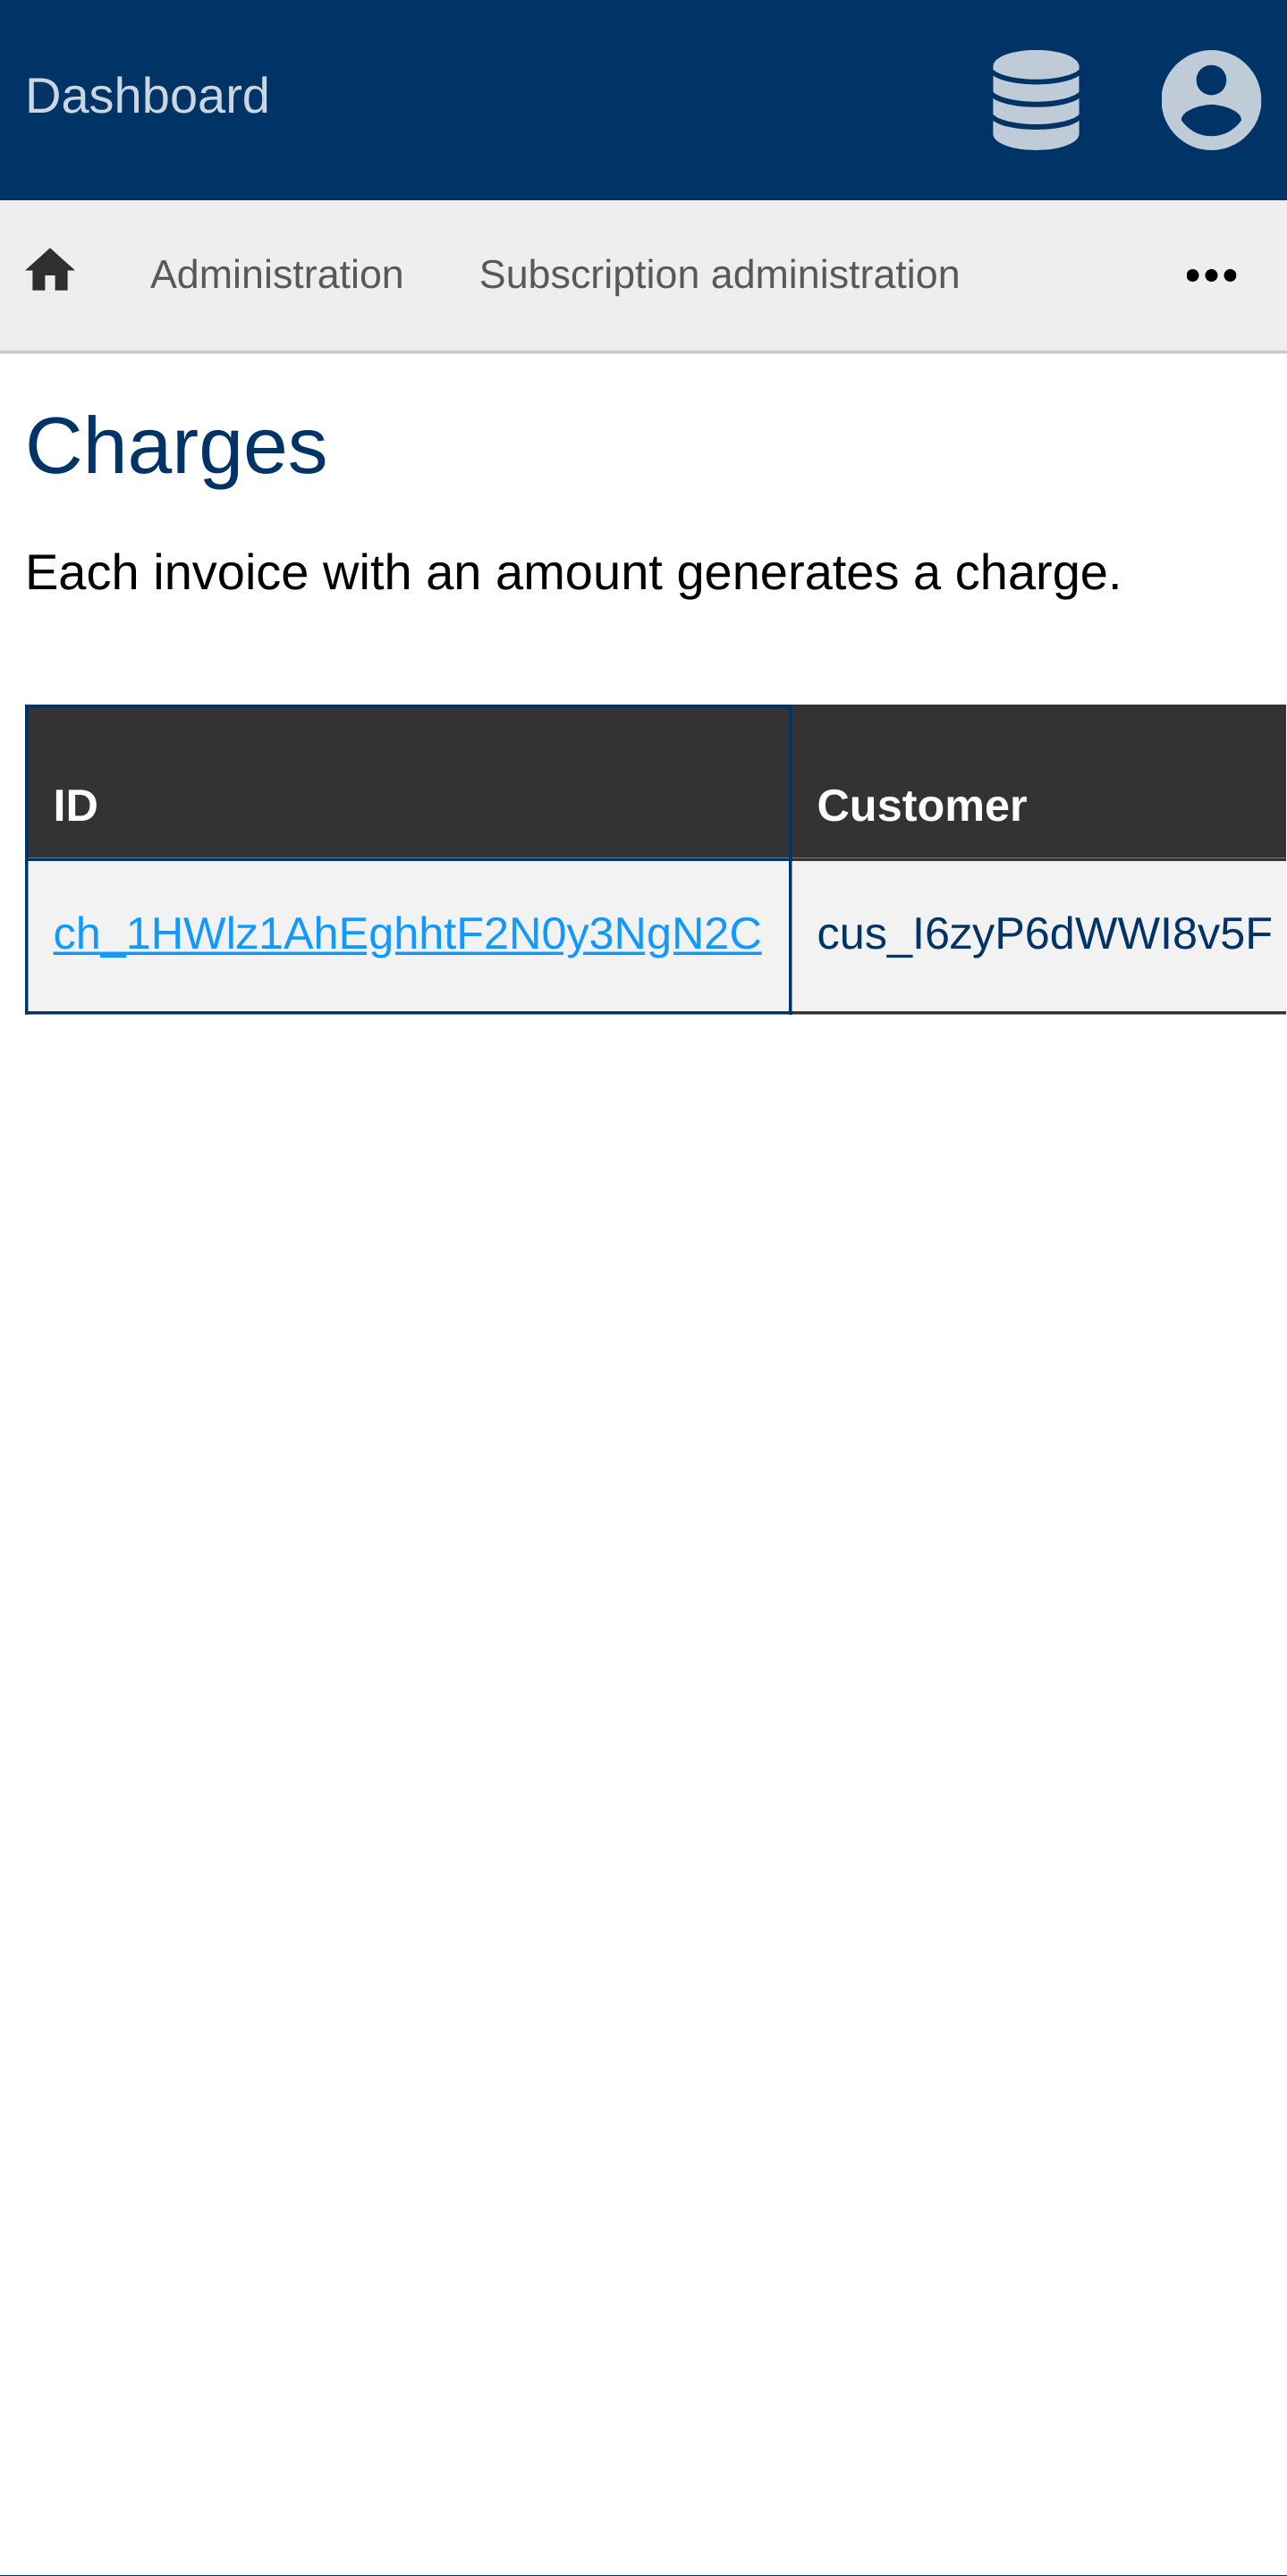 Dashboard
Administration Subscription administration
Charges
Each invoice with an amount generates a charge.
ID Customer
ch_1HWlz1AhEghhtF2N0y3NgN2C cus_I6zyP6dWWI8v5F